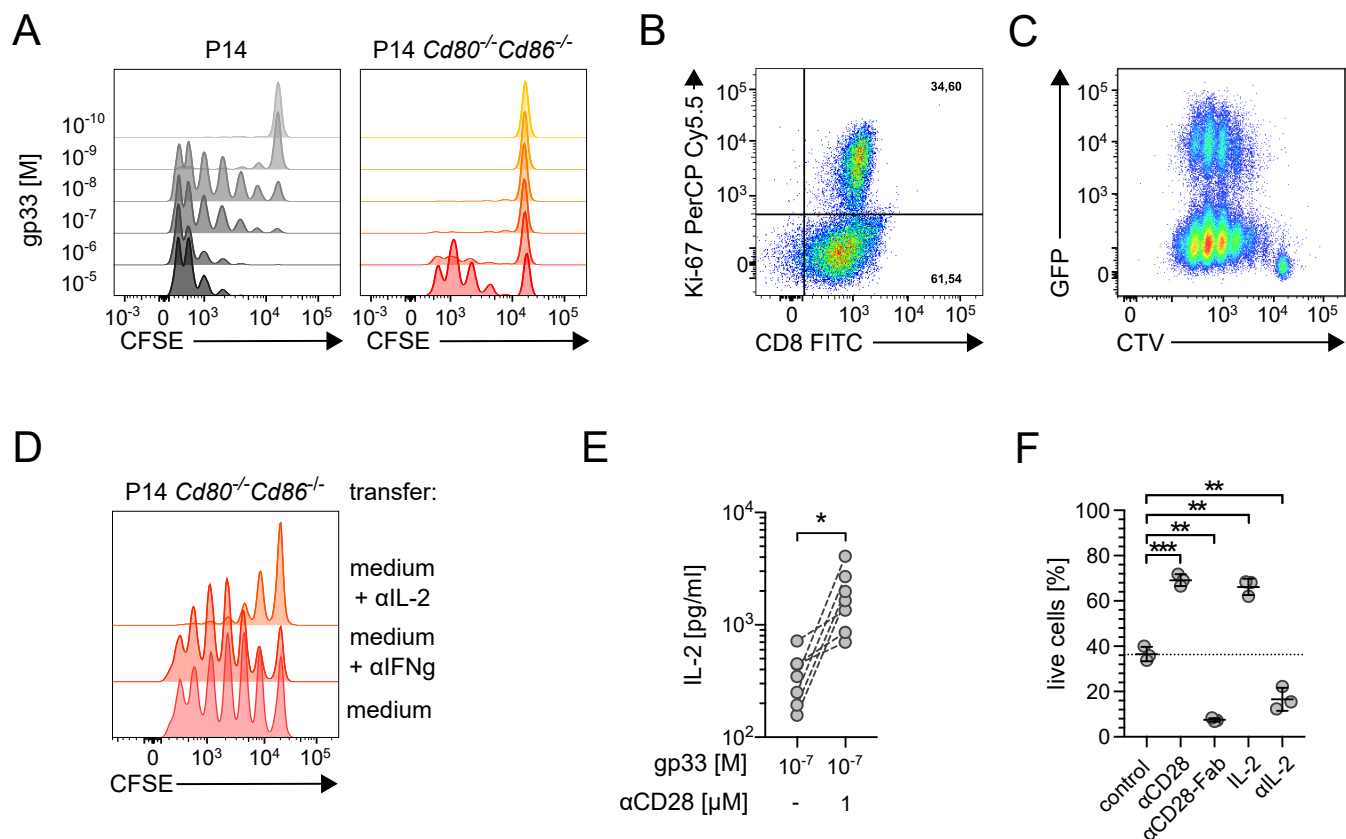 A
P14
P14 Cd80-/-Cd86-/-
gp33 [M]
10-10
10-9
10-8
10-7
10-6
10-5
-10-3 0 103 104 105
-10-3 0 103 104 105
CFSE
CFSE
B
Ki-67 PerCP Cy5.5
105
104
103
0
34,60
61,54
0 103 104 105
CD8 FITC
C
GFP
105
104
103
0
0 103 104 105
CTV
D
P14 Cd80-/-Cd86-/- transfer:
medium
+ αIL-2
medium
+ αIFNg
medium
0 103 104 105
CFSE
E
IL-2 [pg/ml]
104
103
102
*
gp33 [M] 10-7 10-7
αCD28 [µM] - 1
F
live cells [%]
100
80
60
40
20
0
**
**
**
***
control
αCD28
αCD28-Fab
IL-2
αIL-2